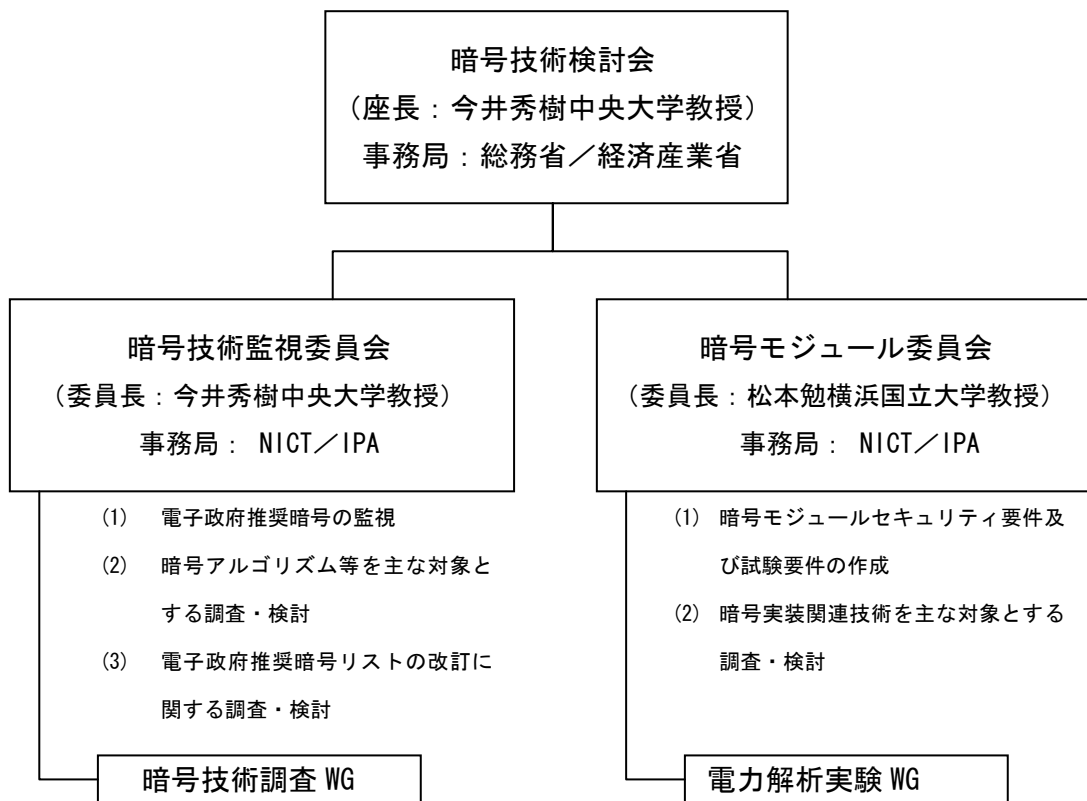 暗号技術検討会
(座長：今井秀樹中央大学教授)
事務局：総務省／経済産業省
暗号技術監視委員会
(委員長：今井秀樹中央大学教授)
事務局： NICT／IPA
(1) 電子政府推奨暗号の監視
(2) 暗号アルゴリズム等を主な対象と
する調査・検討
(3) 電子政府推奨暗号リストの改訂に
関する調査・検討
暗号技術調査 WG
暗号モジュール委員会
(委員長：松本勉横浜国立大学教授)
事務局： NICT／IPA
(1) 暗号モジュールセキュリティ要件及
び試験要件の作成
(2) 暗号実装関連技術を主な対象とする
調査・検討
電力解析実験 WG